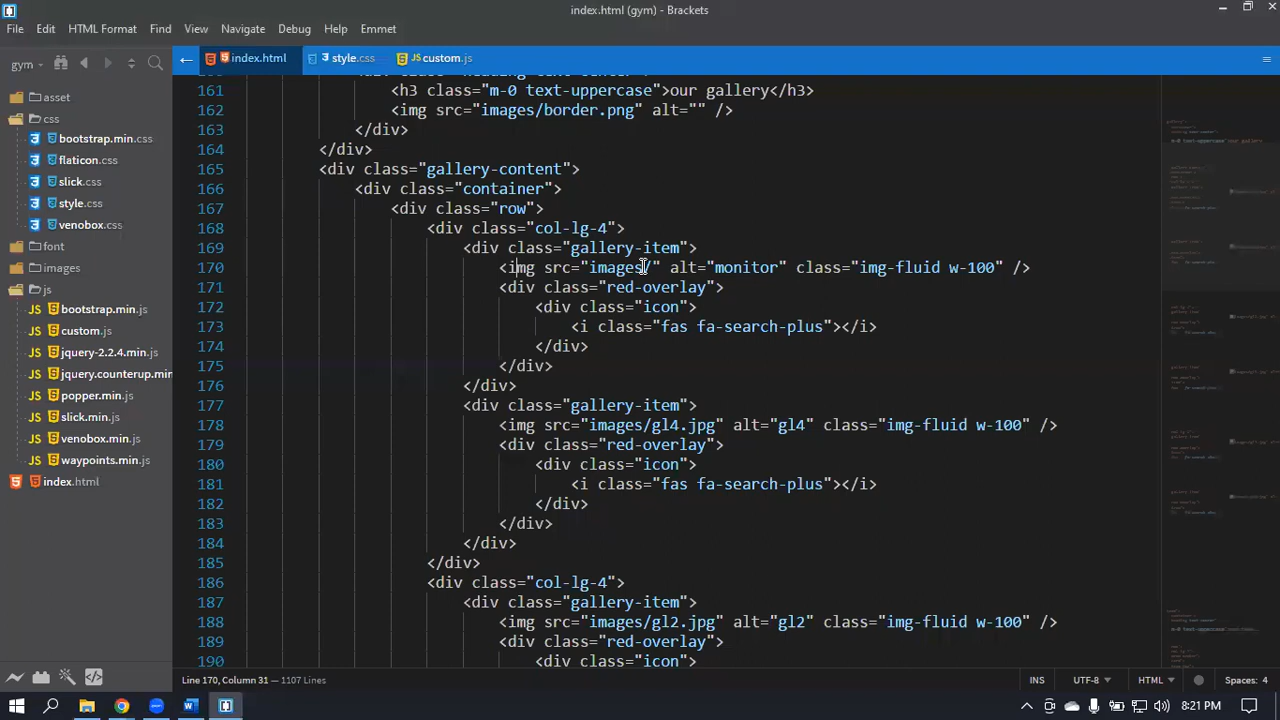 index.html (gym) - Brackets
File Edit HTML Format Find View Navigate Debug Help Emmet
gym
index.html style.css custom.js
asset
css
bootstrap.min.css
flaticon.css
slick.css
style.css
venobox.css
font
images
js
bootstrap.min.js
custom.js
jquery-2.2.4.min.js
jquery.counterup.min
popper.min.js
slick.min.js
venobox.min.js
waypoints.min.js
index.html
161 <h3 class="m-0 text-uppercase">our gallery</h3>
162 <img src="images/border.png" alt="" />
163 </div>
164 </div>
165 <div class="gallery-content">
166 <div class="container">
167 <div class="row">
168 <div class="col-lg-4">
169 <div class="gallery-item">
170 <img src="images/" alt="monitor" class="img-fluid w-100" />
171 <div class="red-overlay">
172 <div class="icon">
173 <i class="fas fa-search-plus"></i>
174 </div>
175 </div>
176 </div>
177 <div class="gallery-item">
178 <img src="images/gl4.jpg" alt="gl4" class="img-fluid w-100" />
179 <div class="red-overlay">
180 <div class="icon">
181 <i class="fas fa-search-plus"></i>
182 </div>
183 </div>
184 </div>
185 </div>
186 <div class="col-lg-4">
187 <div class="gallery-item">
188 <img src="images/gl2.jpg" alt="gl2" class="img-fluid w-100" />
189 <div class="red-overlay">
190 <div class="icon">
Line 170, Column 31 — 1107 Lines
INS UTF-8 HTML Spaces: 4
8:21 PM